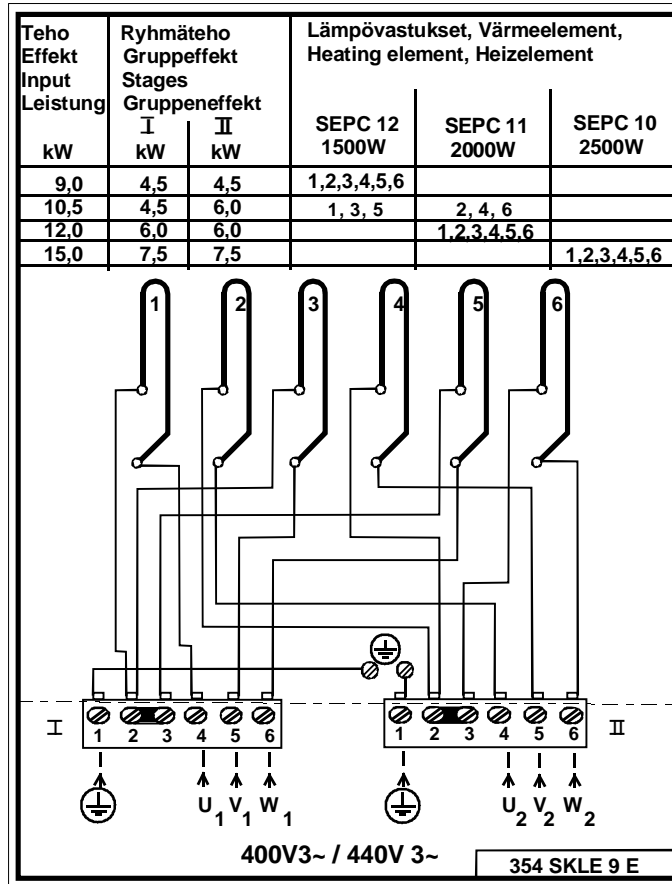 Teho Ryhmäteho Lämpövastukset, Värmeelement,
Effekt Gruppeffekt Heating element, Heizelement
Input Stages
Leistung Gruppeneffekt
I II SEPC 12 SEPC 11 SEPC 10
kW kW kW 1500W 2000W 2500W
9,0 4,5 4,5 1,2,3,4,5,6
10,5 4,5 6,0 1, 3, 5 2, 4, 6
12,0 6,0 6,0 1,2,3,4,5,6
15,0 7,5 7,5 1,2,3,4,5,6
1 2 3 4 5 6
I 1 2 3 4 5 6 1 2 3 4 5 6 II
U1 V1 W1 U2 V2 W2
400V3~ / 440V 3~
354 SKLE 9 E